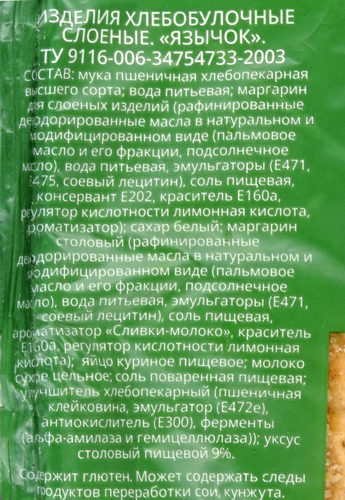 ИЗДЕЛИЯ ХЛЕБОБУЛОЧНЫЕ
СЛОЕНЫЕ. «ЯЗЫЧОК».
ТУ 9116-006-34754733-2003
СОСТАВ: мука пшеничная хлебопекарная
высшего сорта; вода питьевая; маргарин
для слоеных изделий (рафинированные
дезодорированные масла в натуральном и
модифицированном виде (пальмовое
масло и его фракции, подсолнечное
масло), вода питьевая, эмульгаторы (Е471,
Е475, соевый лецитин), соль пищевая,
консервант Е202, краситель Е160а,
регулятор кислотности лимонная кислота,
ароматизатор); сахар белый; маргарин
столовый (рафинированные
дезодорированные масла в натуральном и
модифицированном виде (пальмовое
масло и его фракции, подсолнечное
масло), вода питьевая, эмульгаторы (Е471,
соевый лецитин), соль пищевая,
ароматизатор «Сливки-молоко», краситель
Е160а, регулятор кислотности лимонная
кислота); яйцо куриное пищевое; молоко
сухое цельное; соль поваренная пищевая;
улучшитель хлебопекарный (пшеничная
клейковина, эмульгатор (Е472е),
антиокислитель (Е300), ферменты
(альфа-амилаза и гемицеллюлаза)); уксус
столовый пищевой 9%.
Содержит глютен. Может содержать следы
продуктов переработки сои, кунжута.